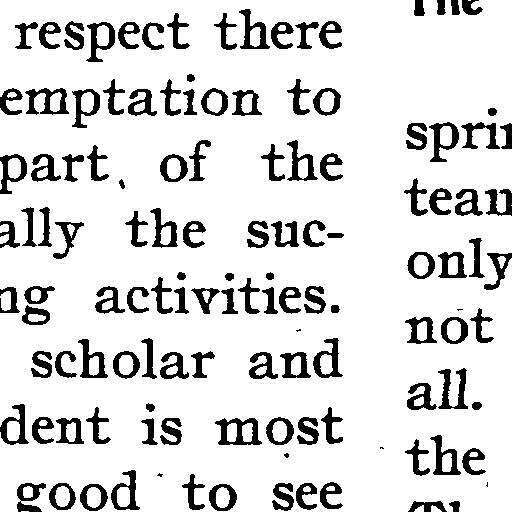 respect there
emptation to
part of the
ally the suc-
ng activities.
scholar and
dent is most
good to see
The
sprin
team
only
not
all.
the